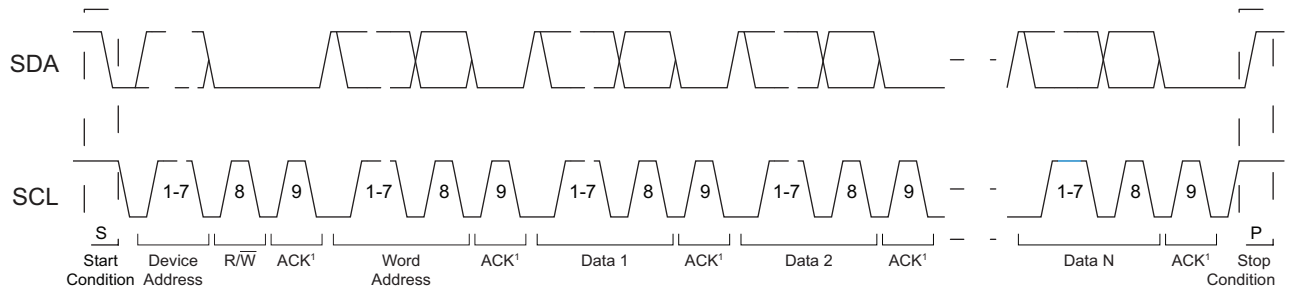 SDA
SCL
1-7 8 9 1-7 8 9 1-7 8 9 1-7 8 9 1-7 8 9
S P
Start Device R/W̅ ACK¹ Word ACK¹ Data 1 ACK¹ Data 2 ACK¹ Data N ACK¹ Stop
Condition Address Address Condition